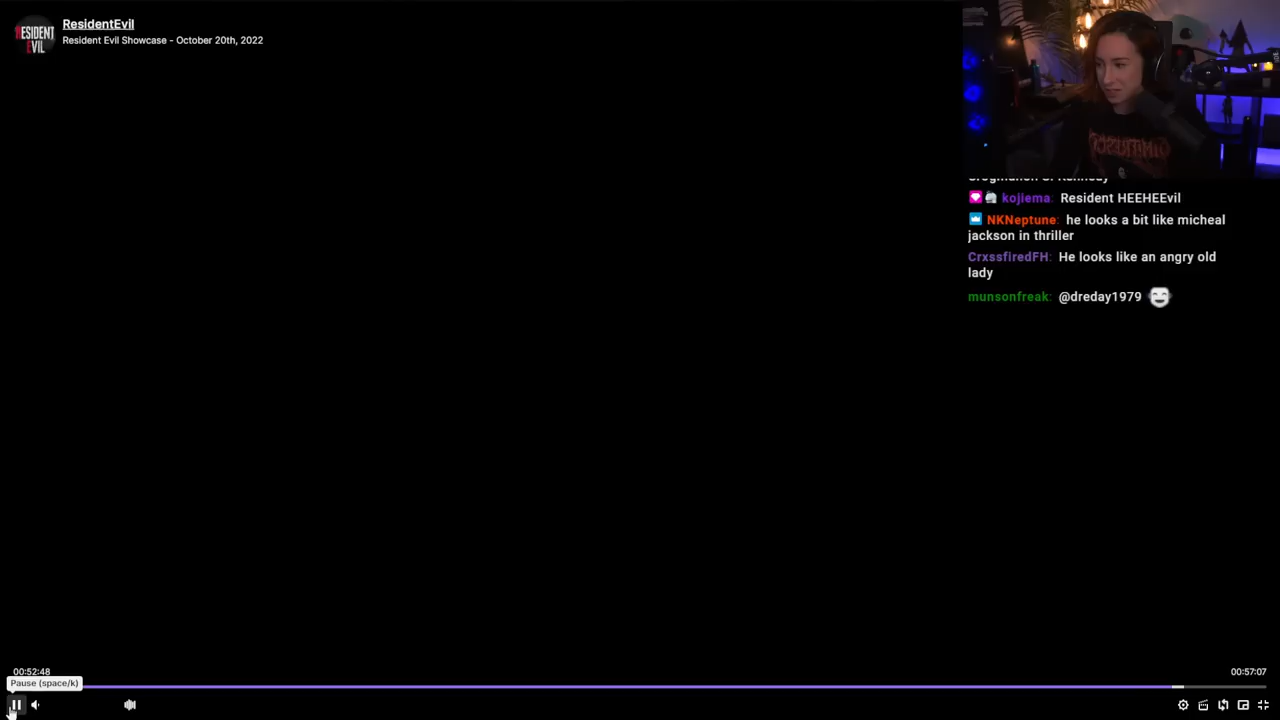 RESIDENT
EVIL
ResidentEvil
Resident Evil Showcase - October 20th, 2022
kojiema: Resident HEEHEEvil
NKNeptune: he looks a bit like micheal
jackson in thriller
CrxssfiredFH: He looks like an angry old
lady
munsonfreak: @dreday1979
00:52:48
00:57:07
Pause (space/k)